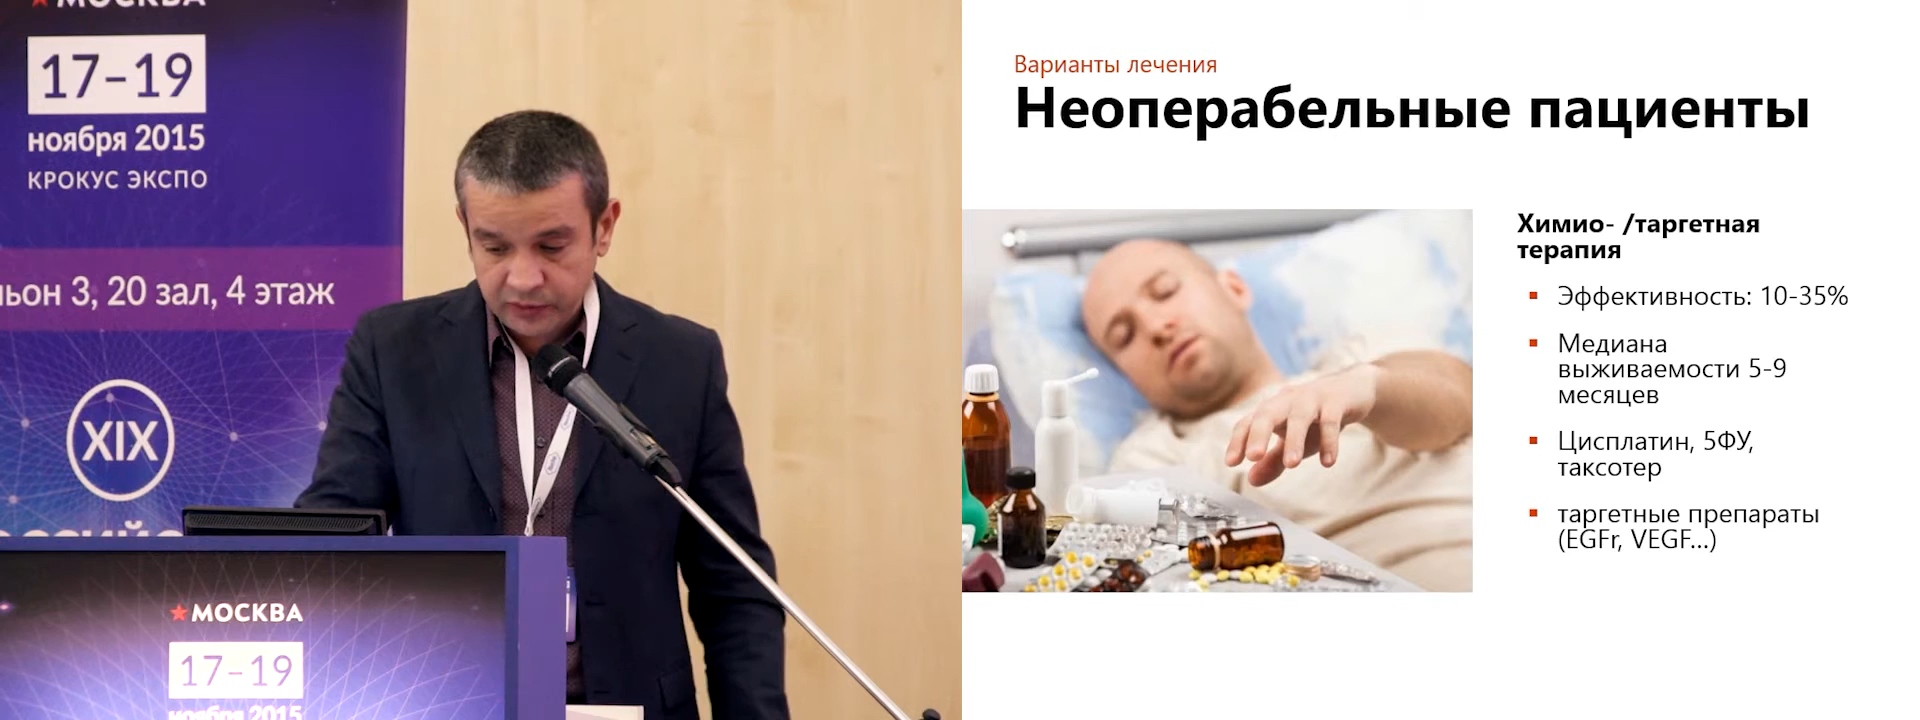 МОСКВА
17–19
ноября 2015
КРОКУС ЭКСПО
3, 20 зал, 4 этаж
XIX
МОСКВА
17–19
ноября 2015
Варианты лечения
Неоперабельные пациенты
Химио- /таргетная
терапия
Эффективность: 10-35%
Медиана
выживаемости 5-9
месяцев
Цисплатин, 5ФУ,
таксотер
таргетные препараты
(EGFr, VEGF...)